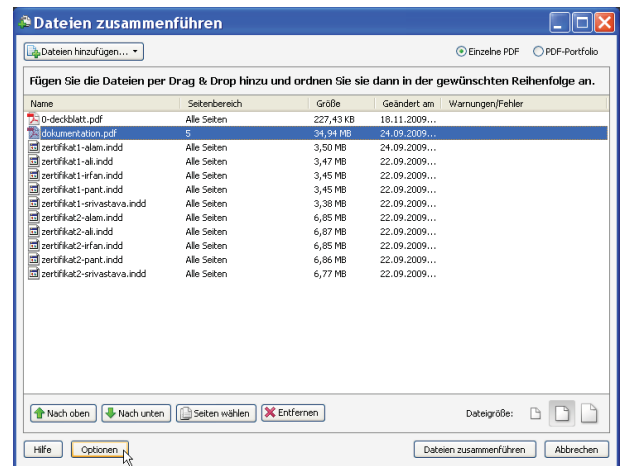 Dateien zusammenführen
Dateien hinzufügen... Einzelne PDF PDF-Portfolio
Fügen Sie die Dateien per Drag & Drop hinzu und ordnen Sie sie dann in der gewünschten Reihenfolge an.
Name Seitenbereich Größe Geändert am Warnungen/Fehler
0-deckblatt.pdf Alle Seiten 227,43 KB 18.11.2009...
dokumentation.pdf 5 34,94 MB 24.09.2009...
zertifikat1-alam.indd Alle Seiten 3,50 MB 24.09.2009...
zertifikat1-ali.indd Alle Seiten 3,47 MB 22.09.2009...
zertifikat1-irfan.indd Alle Seiten 3,45 MB 22.09.2009...
zertifikat1-pant.indd Alle Seiten 3,45 MB 22.09.2009...
zertifikat1-srivastava.indd Alle Seiten 3,38 MB 22.09.2009...
zertifikat2-alam.indd Alle Seiten 6,85 MB 22.09.2009...
zertifikat2-ali.indd Alle Seiten 6,87 MB 22.09.2009...
zertifikat2-irfan.indd Alle Seiten 6,85 MB 22.09.2009...
zertifikat2-pant.indd Alle Seiten 6,86 MB 22.09.2009...
zertifikat2-srivastava.indd Alle Seiten 6,77 MB 22.09.2009...
Nach oben Nach unten Seiten wählen Entfernen Dateigröße:
Hilfe Optionen Dateien zusammenführen Abbrechen